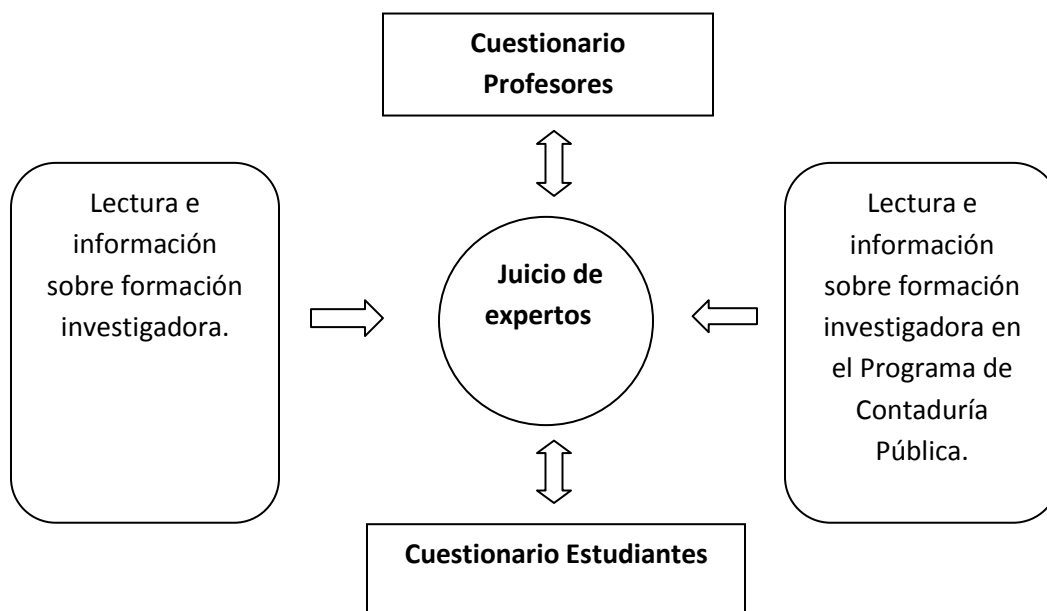 Cuestionario
Profesores
Lectura e
información
sobre formación
investigadora.
Juicio de
expertos
Lectura e
información
sobre formación
investigadora en
el Programa de
Contaduría
Pública.
Cuestionario Estudiantes